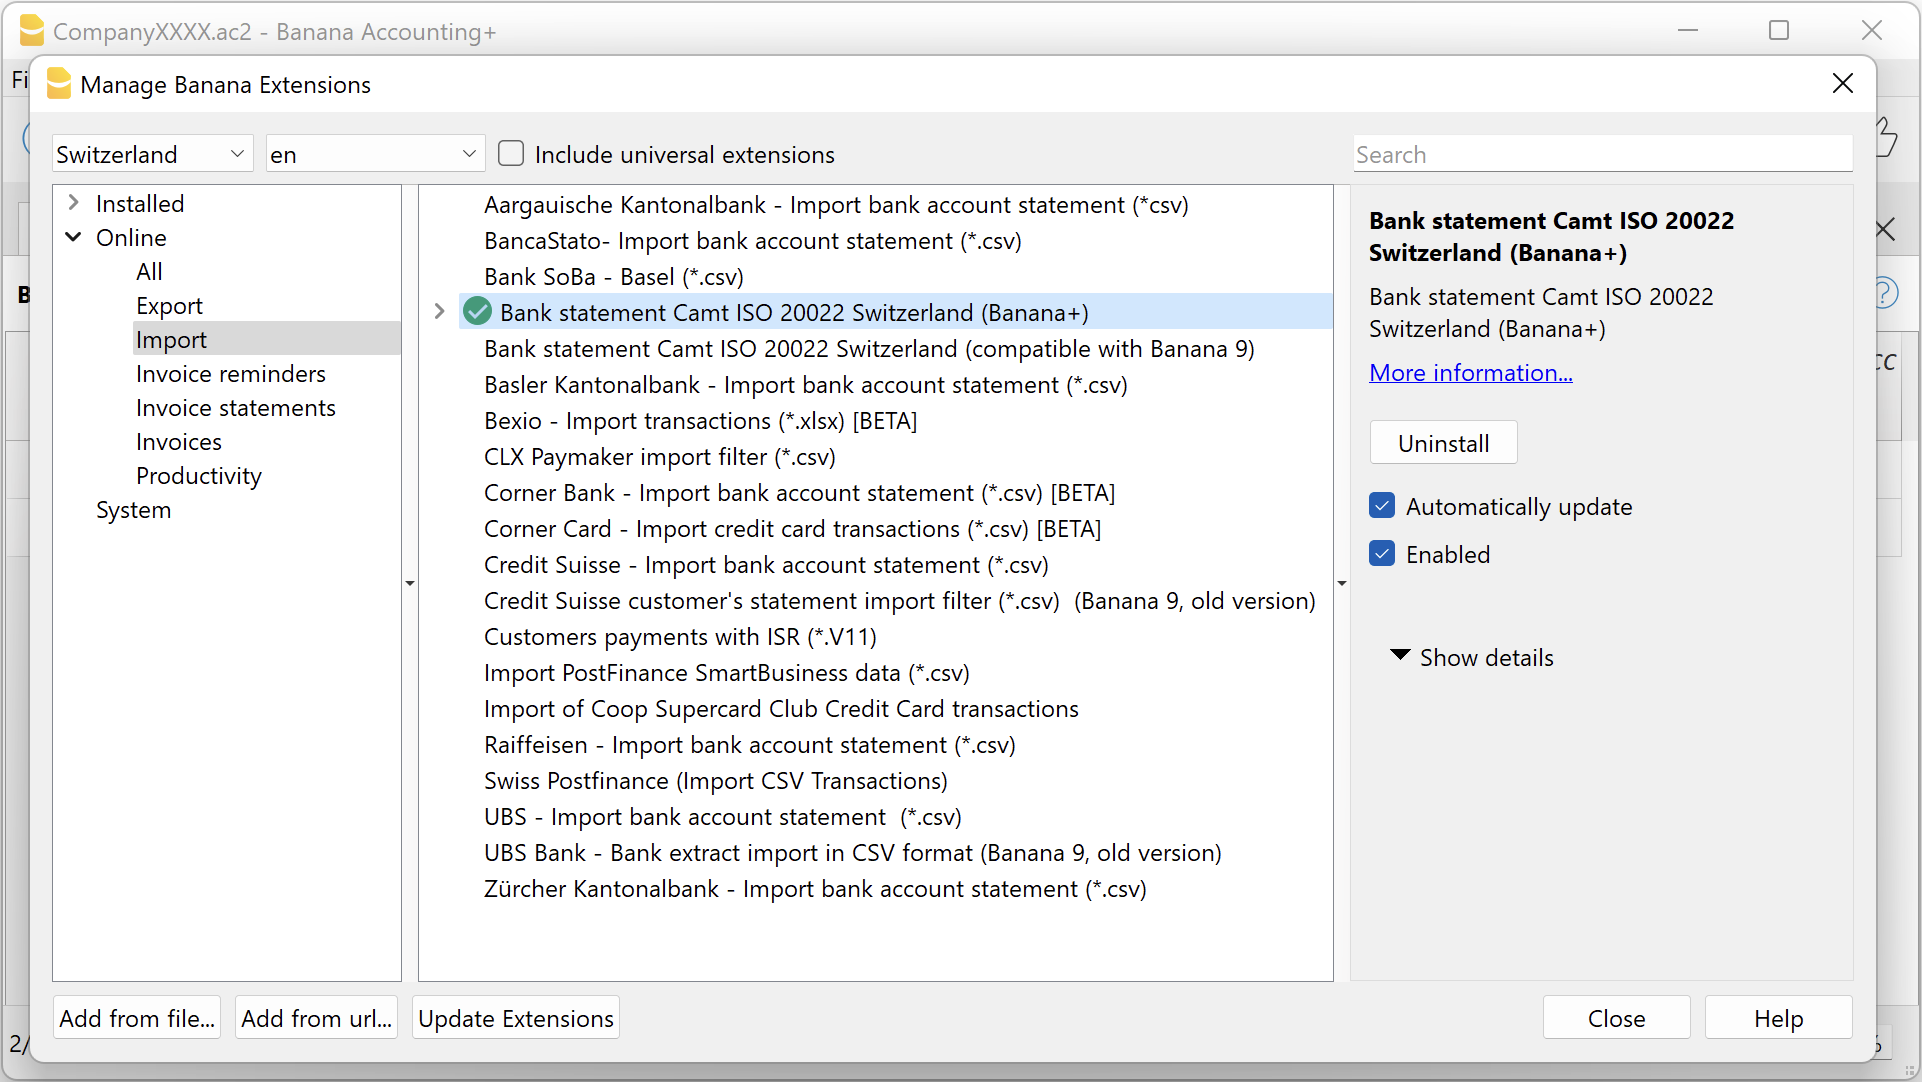 CompanyXXXX.ac2 - Banana Accounting+
Fi
Manage Banana Extensions
Switzerland
en
Include universal extensions
Search
Installed
Online
All
Export
Import
Invoice reminders
Invoice statements
Invoices
Productivity
System
Aargauische Kantonalbank - Import bank account statement (*csv)
BancaStato- Import bank account statement (*.csv)
Bank SoBa - Basel (*.csv)
Bank statement Camt ISO 20022 Switzerland (Banana+)
Bank statement Camt ISO 20022 Switzerland (compatible with Banana 9)
Basler Kantonalbank - Import bank account statement (*.csv)
Bexio - Import transactions (*.xlsx) [BETA]
CLX Paymaker import filter (*.csv)
Corner Bank - Import bank account statement (*.csv) [BETA]
Corner Card - Import credit card transactions (*.csv) [BETA]
Credit Suisse - Import bank account statement (*.csv)
Credit Suisse customer's statement import filter (*.csv)  (Banana 9, old version)
Customers payments with ISR (*.V11)
Import PostFinance SmartBusiness data (*.csv)
Import of Coop Supercard Club Credit Card transactions
Raiffeisen - Import bank account statement (*.csv)
Swiss Postfinance (Import CSV Transactions)
UBS - Import bank account statement  (*.csv)
UBS Bank - Bank extract import in CSV format (Banana 9, old version)
Zürcher Kantonalbank - Import bank account statement (*.csv)
Bank statement Camt ISO 20022
Switzerland (Banana+)
Bank statement Camt ISO 20022
Switzerland (Banana+)
More information...
Uninstall
Automatically update
Enabled
Show details
Add from file...
Add from url...
Update Extensions
Close
Help
2/